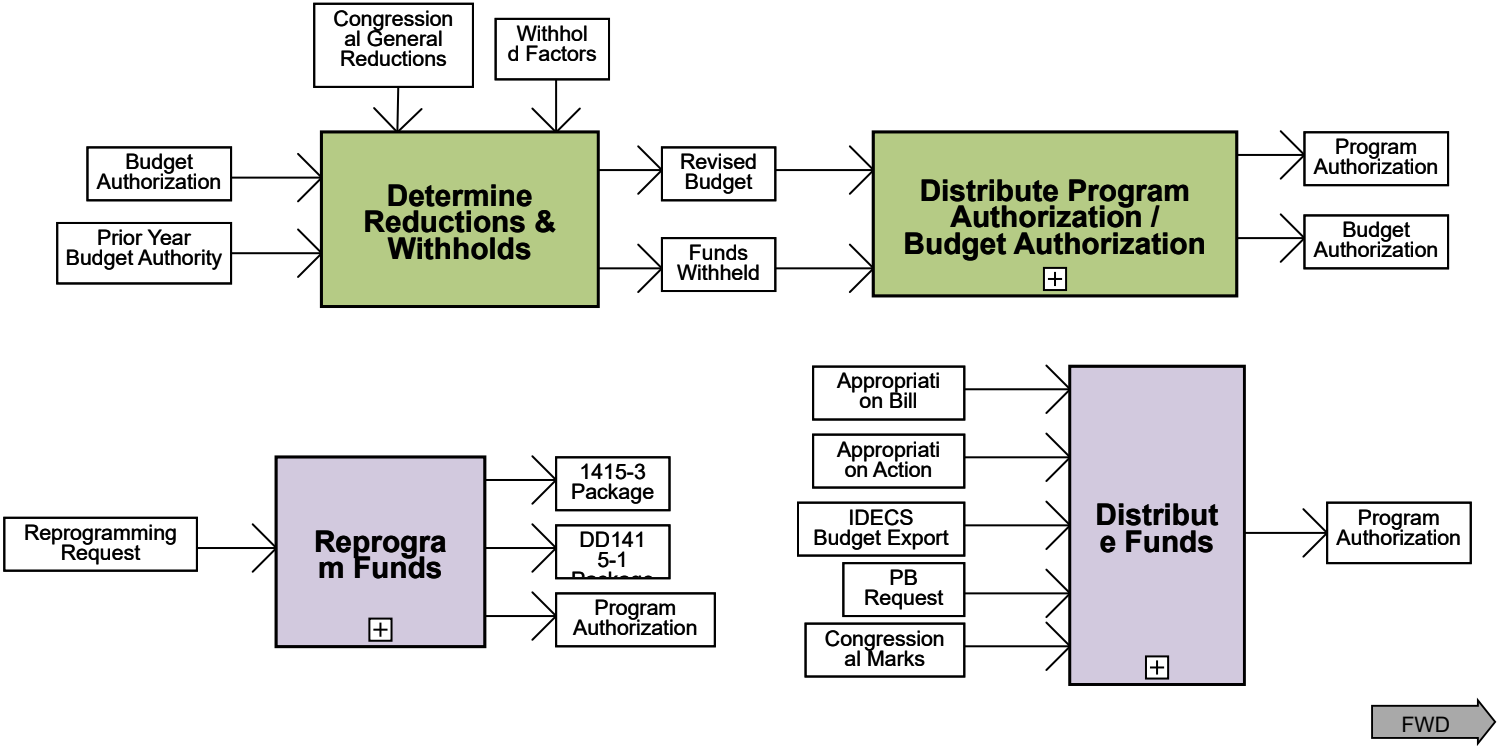 Congression
al General
Reductions
Withhol
d Factors
Budget
Authorization
Prior Year
Budget Authority
Determine
Reductions &
Withholds
Revised
Budget
Funds
Withheld
Distribute Program
Authorization /
Budget Authorization
Program
Authorization
Budget
Authorization
Reprogramming
Request
Reprogra
m Funds
1415-3
Package
DD141
5-1
Package
Program
Authorization
Appropriati
on Bill
Appropriati
on Action
IDECS
Budget Export
PB
Request
Congression
al Marks
Distribut
e Funds
Program
Authorization
FWD